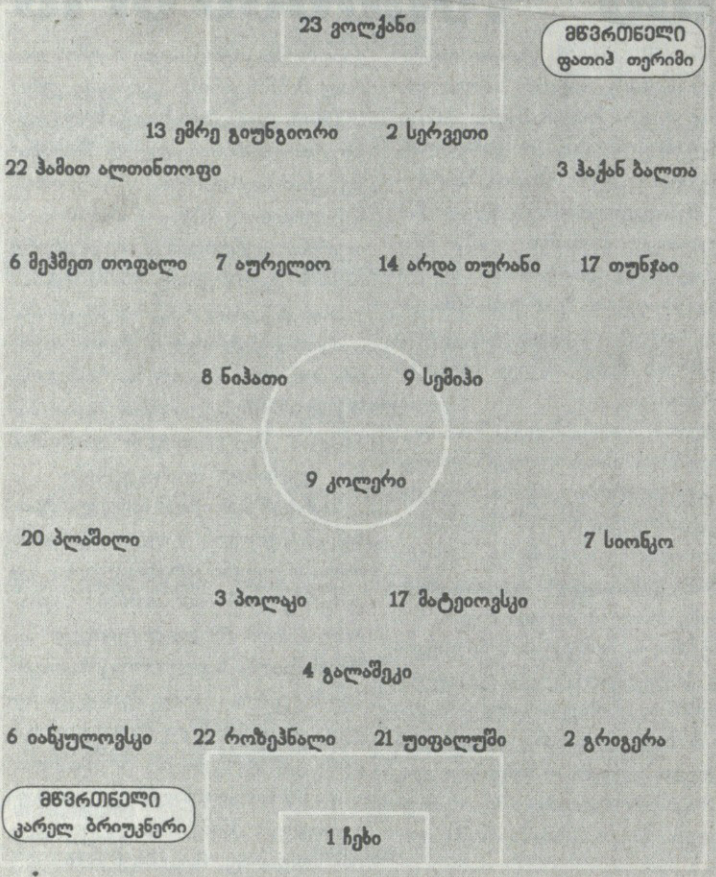 23 ვოლქანი
მწვრთნელი
ფათიჰ თერიმი
13 ემრე გიუნგიორი 2 სერვეთი
22 ჰამით ალთინთოფი 3 ჰაქან ბალთა
6 მეჰმეთ თოფალი 7 აურელიო 14 არდა თურანი 17 თუნჯაი
8 ნიჰათი 9 სემიჰი
9 კოლერი
20 პლაშილი 7 სიონკო
3 პოლაკი 17 მატეიოვსკი
4 გალაშეკი
6 იანკულოვსკი 22 როზეჰნალი 21 უიფალუში 2 გრიგერა
მწვრთნელი
კარელ ბრიუკნერი
1 ჩეხი